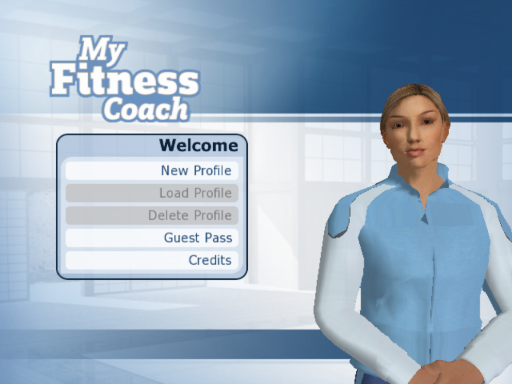 My
Fitness
Coach
Welcome
New Profile
Load Profile
Delete Profile
Guest Pass
Credits